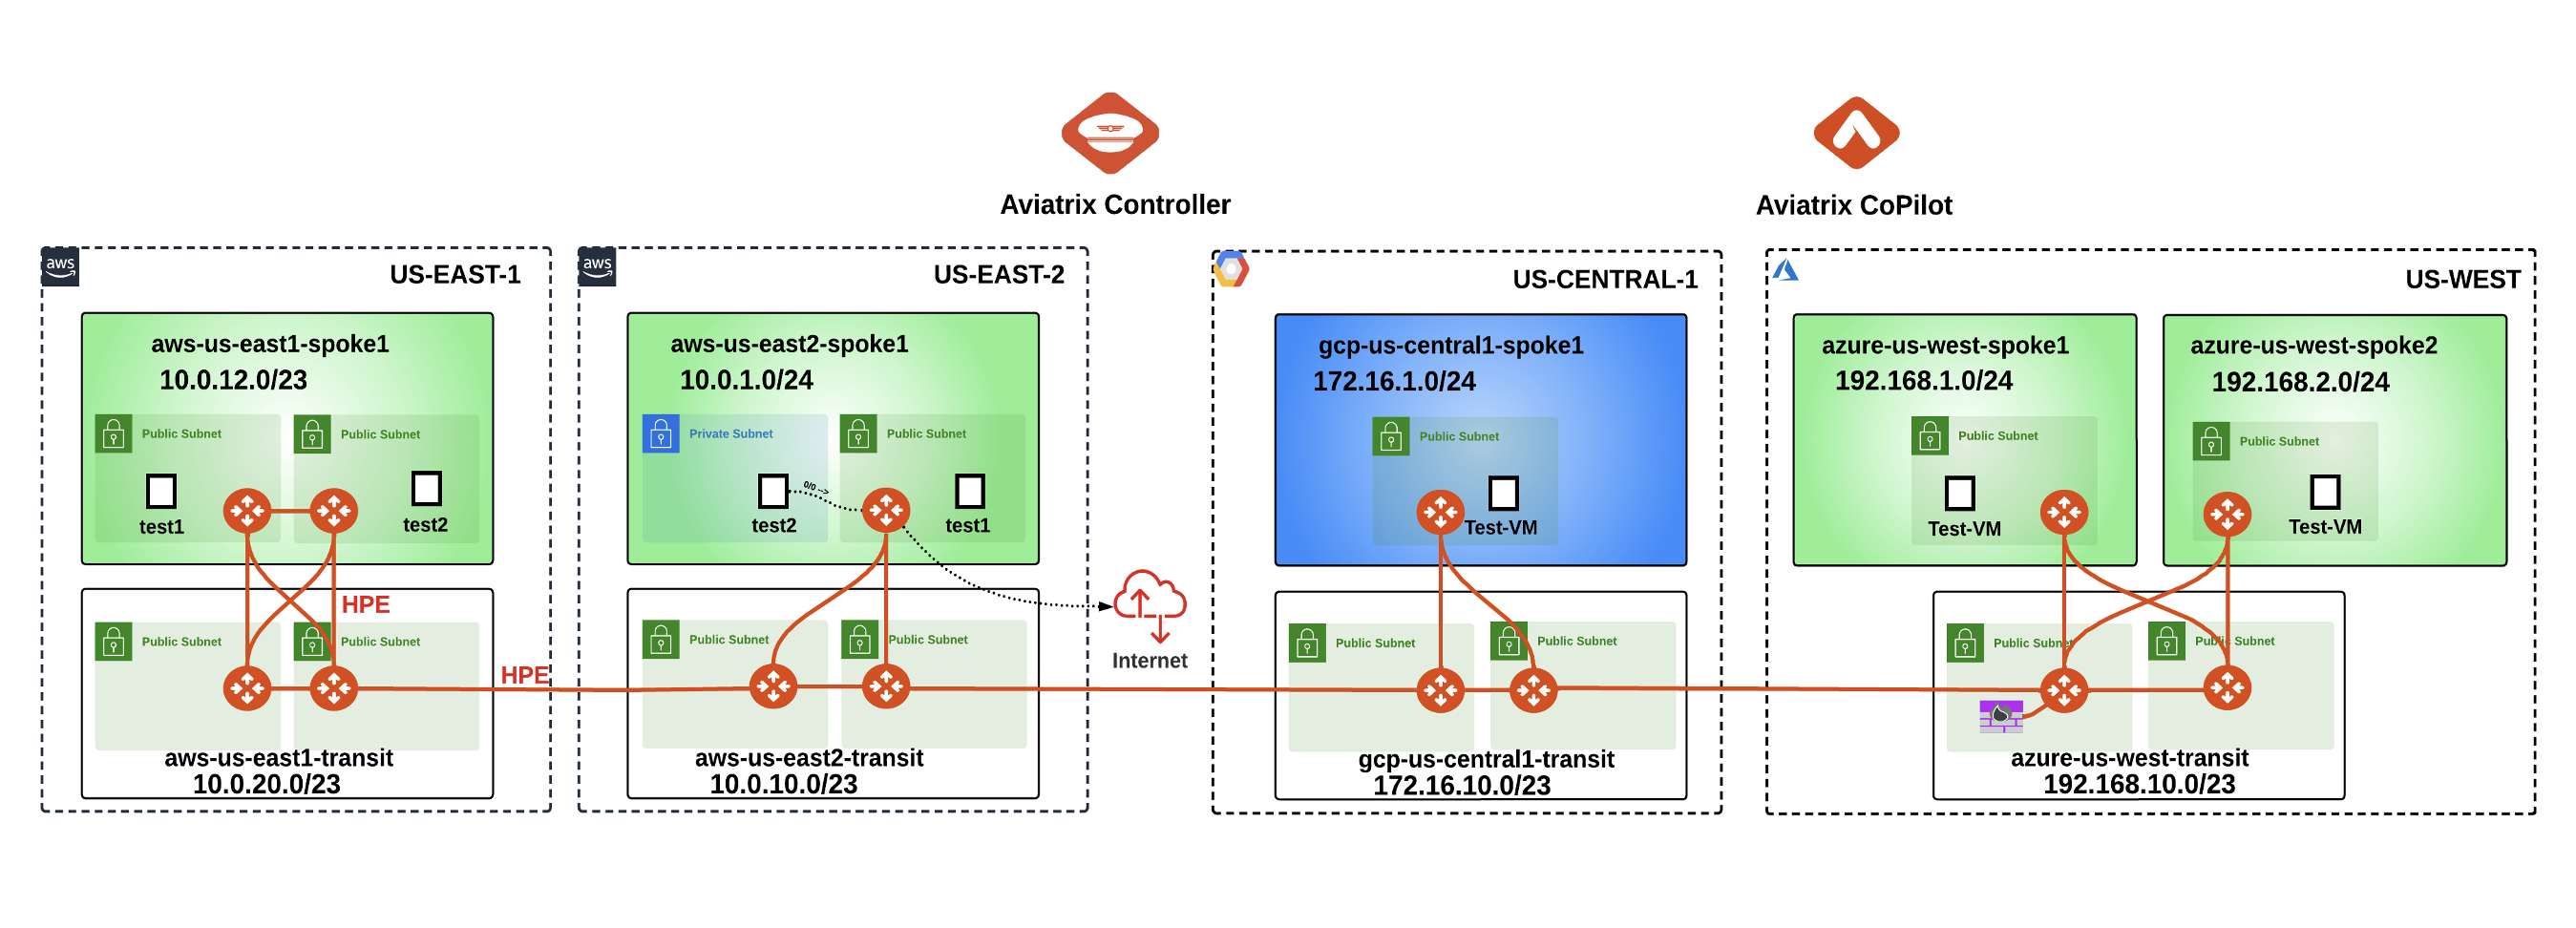 Aviatrix Controller
Aviatrix CoPilot
aws
US-EAST-1
aws-us-east1-spoke1
10.0.12.0/23
Public Subnet
Public Subnet
test1
test2
HPE
Public Subnet
Public Subnet
HPE
aws-us-east1-transit
10.0.20.0/23
aws
US-EAST-2
aws-us-east2-spoke1
10.0.1.0/24
Private Subnet
Public Subnet
0/0 -->
test2
test1
Public Subnet
Public Subnet
aws-us-east2-transit
10.0.10.0/23
Internet
US-CENTRAL-1
gcp-us-central1-spoke1
172.16.1.0/24
Public Subnet
Test-VM
Public Subnet
Public Subnet
gcp-us-central1-transit
172.16.10.0/23
US-WEST
azure-us-west-spoke1
192.168.1.0/24
Public Subnet
Test-VM
azure-us-west-spoke2
192.168.2.0/24
Public Subnet
Test-VM
Public Subnet
Public Subnet
azure-us-west-transit
192.168.10.0/23